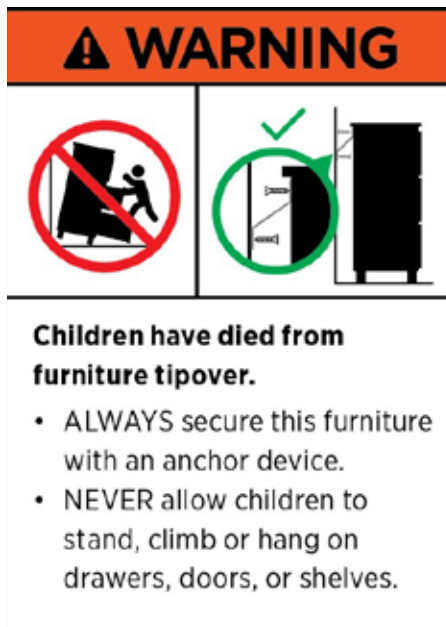 WARNING
Children have died from
furniture tipover.
• ALWAYS secure this furniture
with an anchor device.
• NEVER allow children to
stand, climb or hang on
drawers, doors, or shelves.